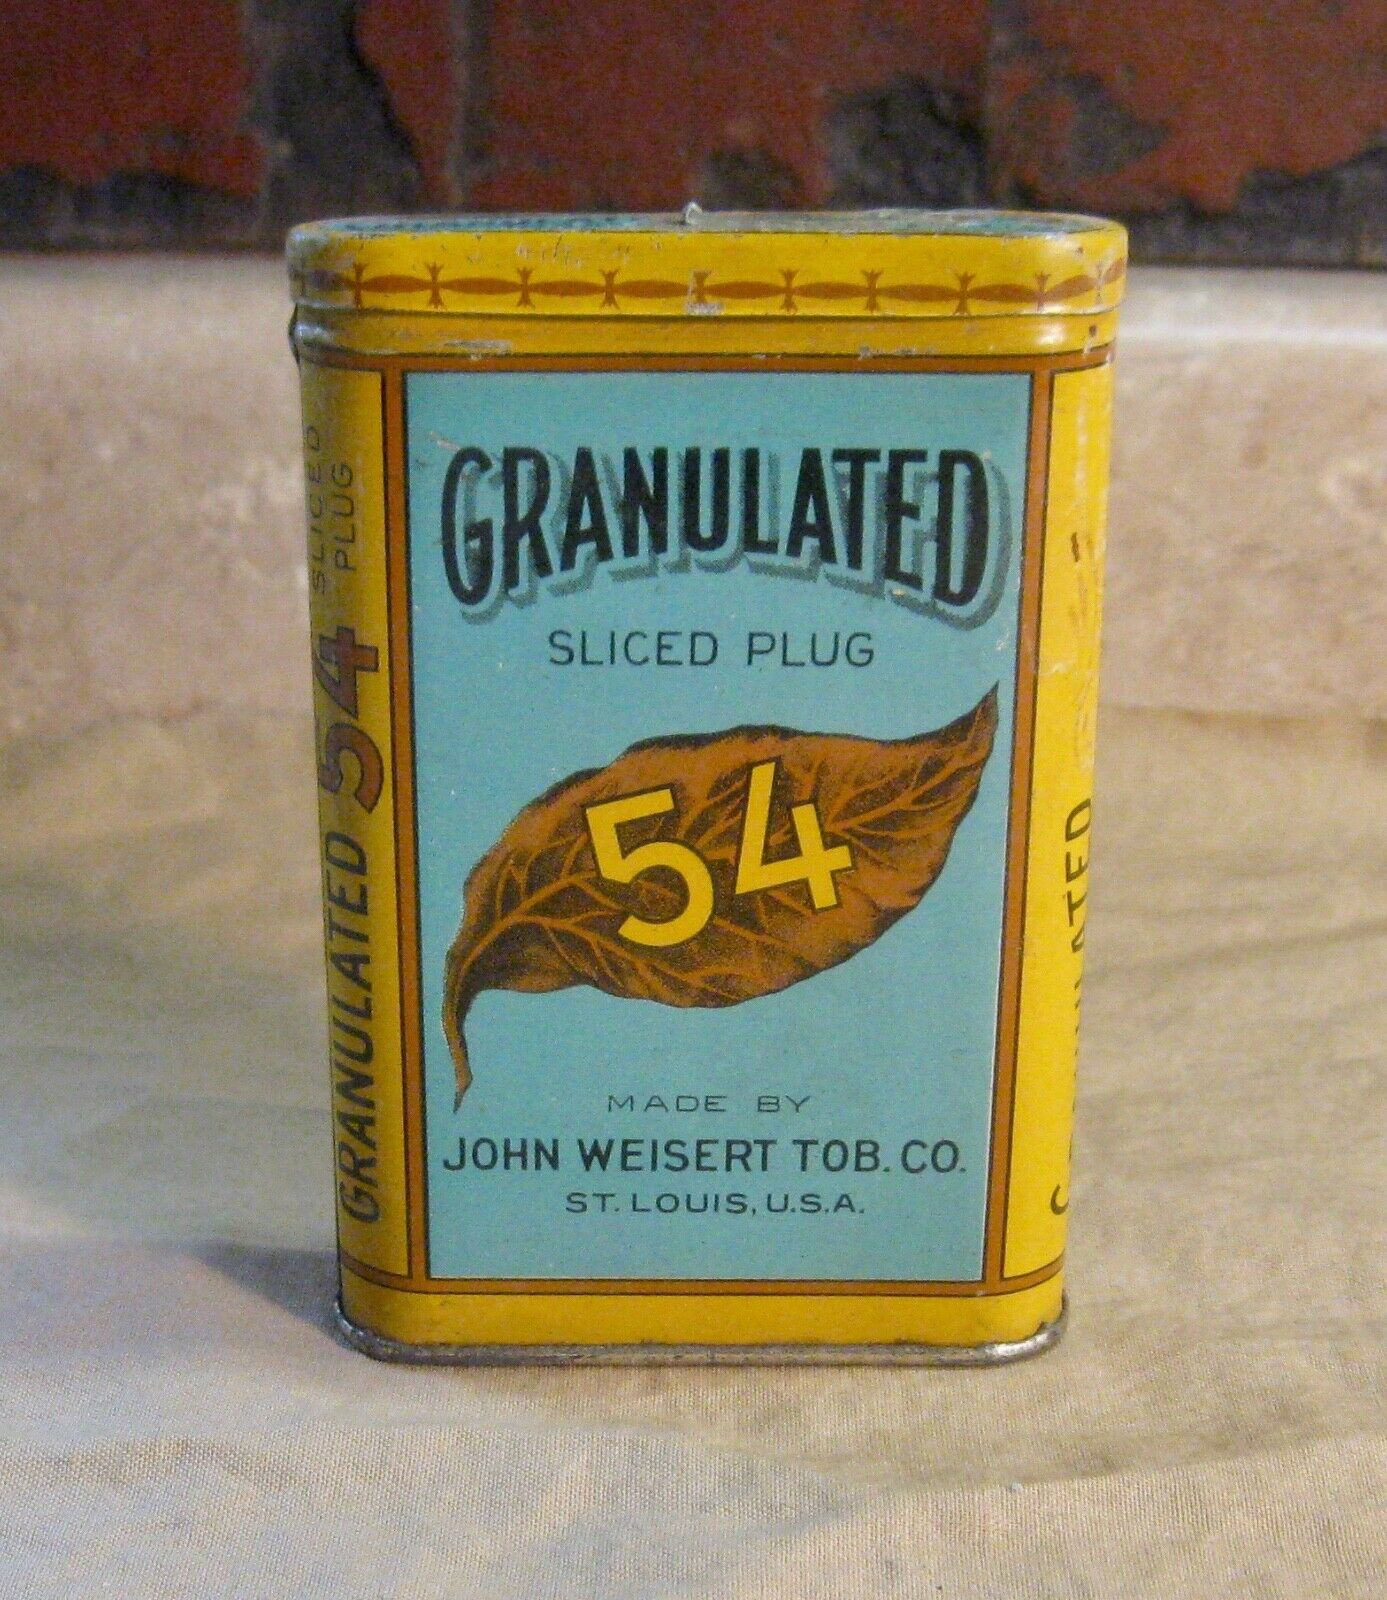 GRANULATED
SLICED PLUG
54
MADE BY
JOHN WEISERT TOB. CO.
ST. LOUIS, U.S.A.
GRANULATED 54 SLICED
PLUG